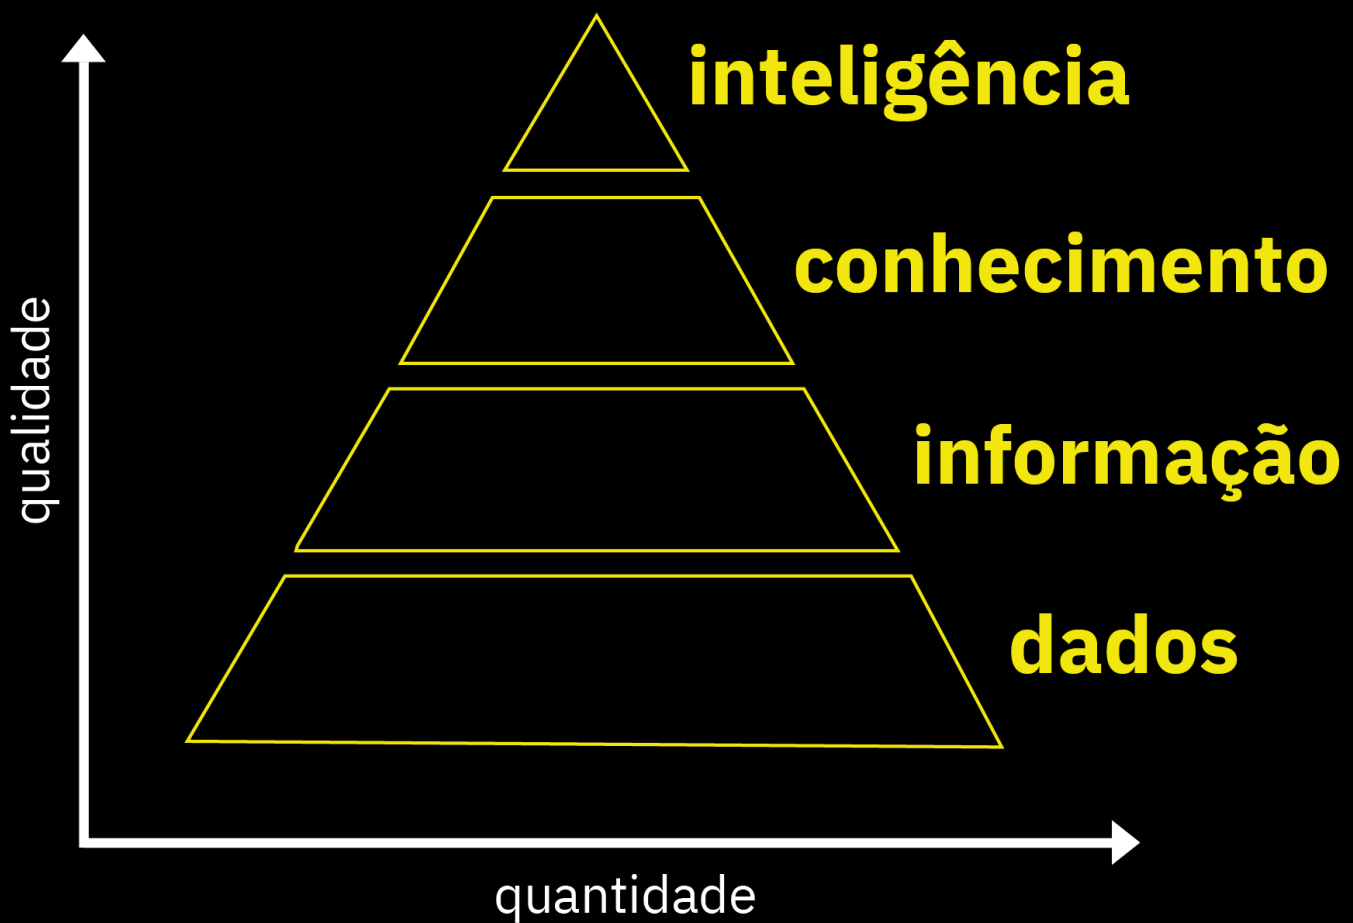 inteligência
conhecimento
informação
dados
qualidade
quantidade